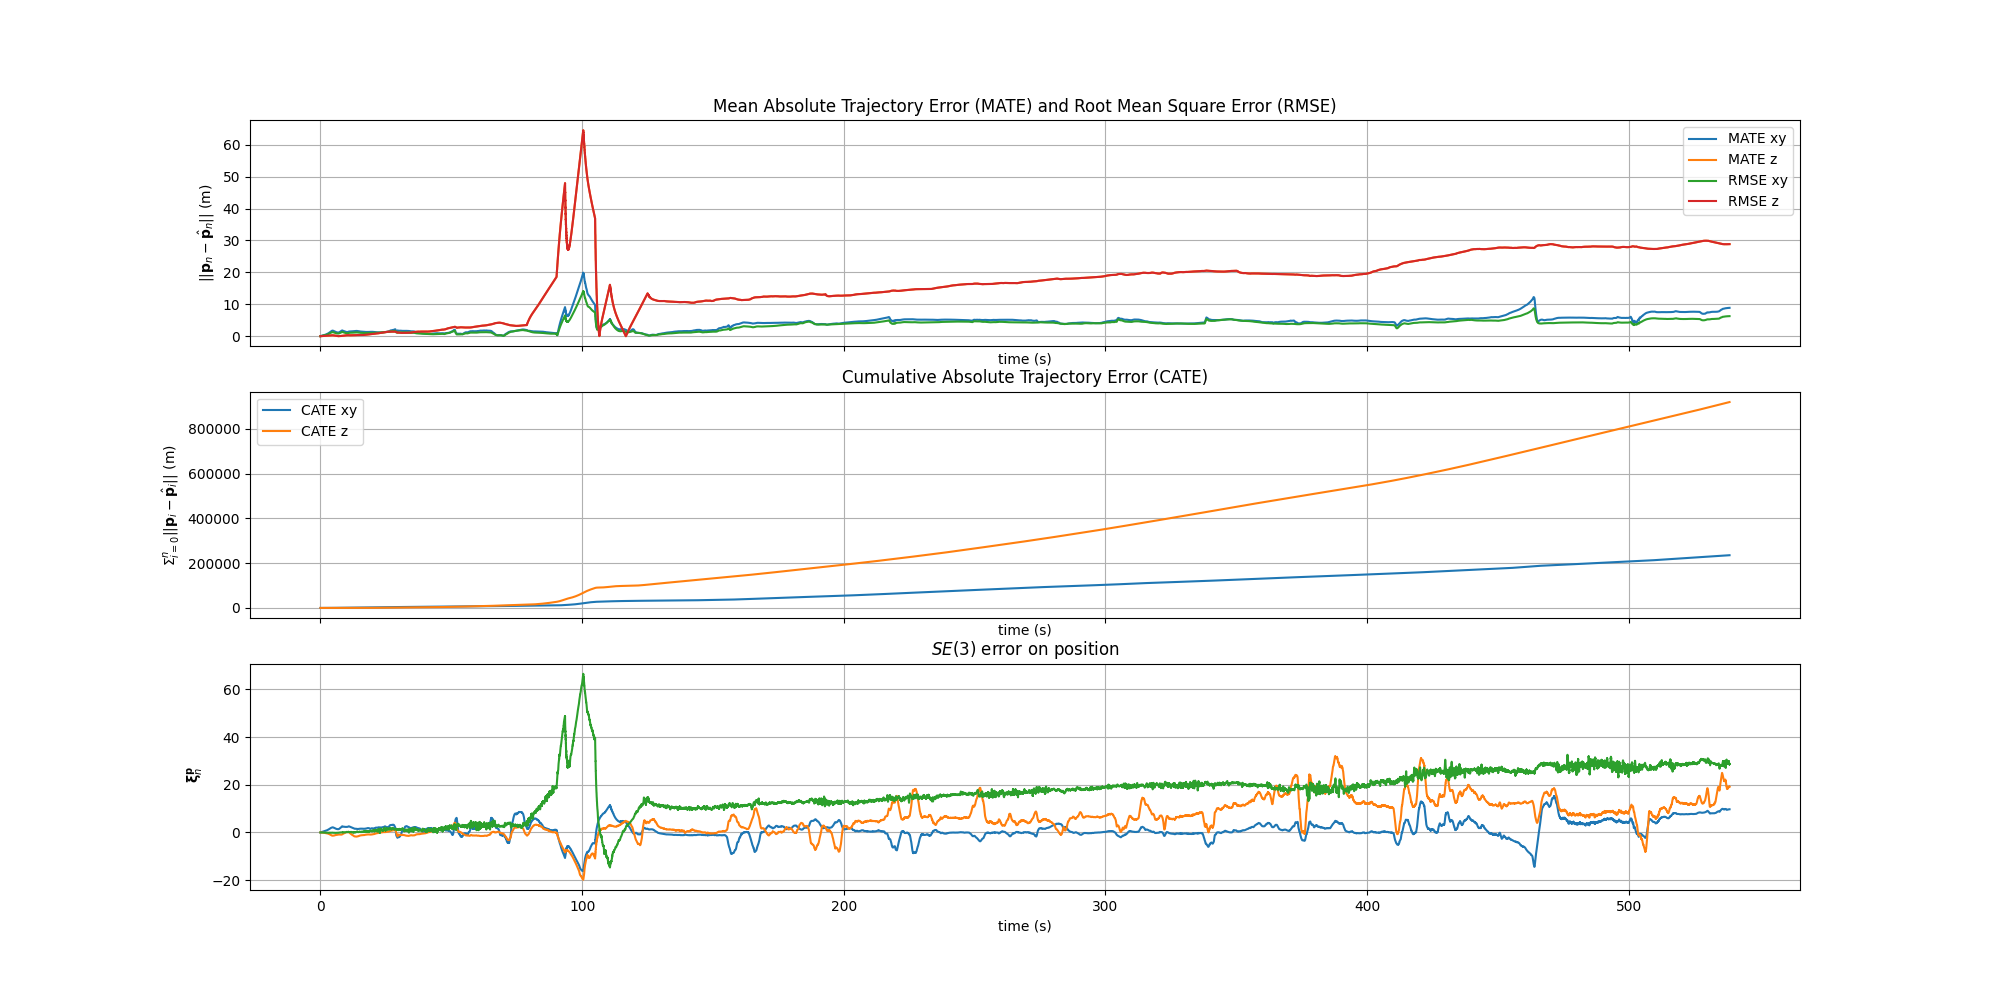 Mean Absolute Trajectory Error (MATE) and Root Mean Square Error (RMSE)
||𝐩ₙ − 𝐩̂ₙ|| (m)
60
50
40
30
20
10
0
MATE xy
MATE z
RMSE xy
RMSE z
time (s)
Cumulative Absolute Trajectory Error (CATE)
Σⁿᵢ₌₀||𝐩ᵢ − 𝐩̂ᵢ|| (m)
800000
600000
400000
200000
0
CATE xy
CATE z
time (s)
SE(3) error on position
𝛏ₙᵖ
60
40
20
0
−20
0 100 200 300 400 500
time (s)